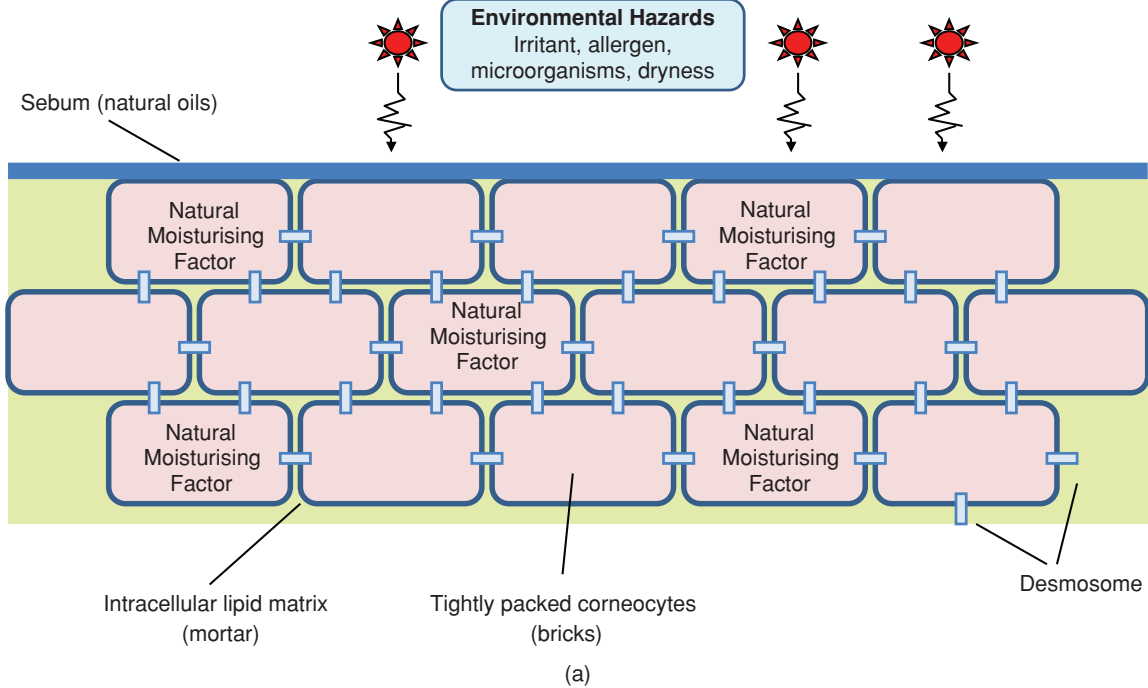 Environmental Hazards
Irritant, allergen,
microorganisms, dryness
Sebum (natural oils)
Natural
Moisturising
Factor
Natural
Moisturising
Factor
Natural
Moisturising
Factor
Natural
Moisturising
Factor
Natural
Moisturising
Factor
Desmosome
Intracellular lipid matrix
(mortar)
Tightly packed corneocytes
(bricks)
(a)